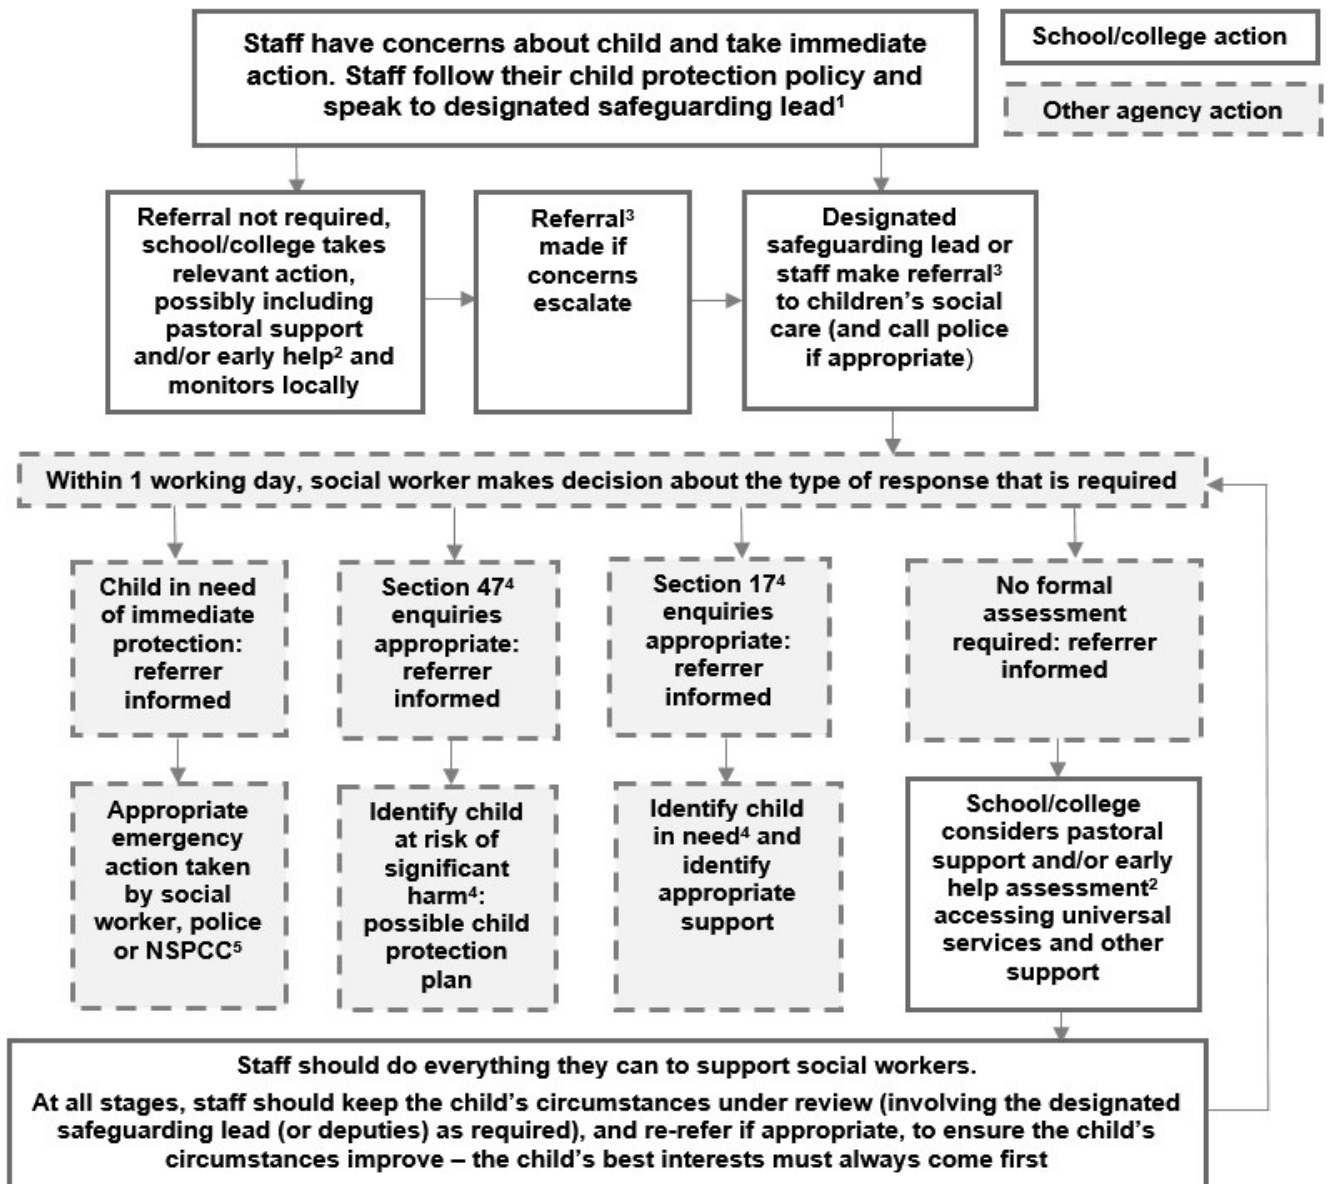 Staff have concerns about child and take immediate
action. Staff follow their child protection policy and
speak to designated safeguarding lead¹
School/college action
Other agency action
Referral not required,
school/college takes
relevant action,
possibly including
pastoral support
and/or early help² and
monitors locally
Referral³
made if
concerns
escalate
Designated
safeguarding lead or
staff make referral³
to children’s social
care (and call police
if appropriate)
Within 1 working day, social worker makes decision about the type of response that is required
Child in need
of immediate
protection:
referrer
informed
Section 47⁴
enquiries
appropriate:
referrer
informed
Section 17⁴
enquiries
appropriate:
referrer
informed
No formal
assessment
required: referrer
informed
Appropriate
emergency
action taken
by social
worker, police
or NSPCC⁵
Identify child
at risk of
significant
harm⁴:
possible child
protection
plan
Identify child
in need⁴ and
identify
appropriate
support
School/college
considers pastoral
support and/or early
help assessment²
accessing universal
services and other
support
Staff should do everything they can to support social workers.
At all stages, staff should keep the child’s circumstances under review (involving the designated
safeguarding lead (or deputies) as required), and re-refer if appropriate, to ensure the child’s
circumstances improve – the child’s best interests must always come first